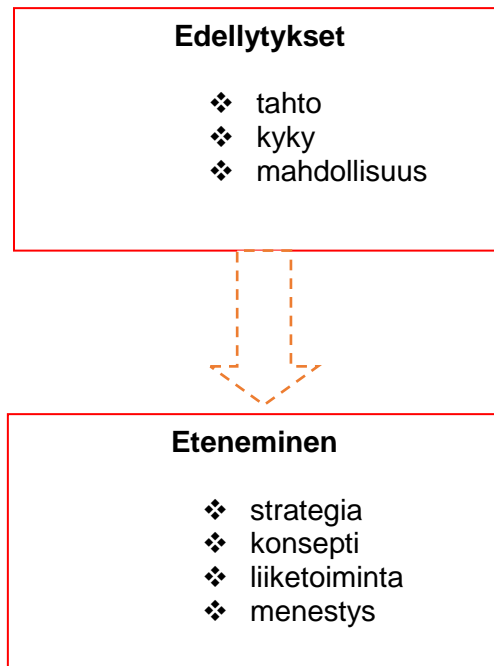 Edellytykset
❖ tahto
❖ kyky
❖ mahdollisuus
Eteneminen
❖ strategia
❖ konsepti
❖ liiketoiminta
❖ menestys